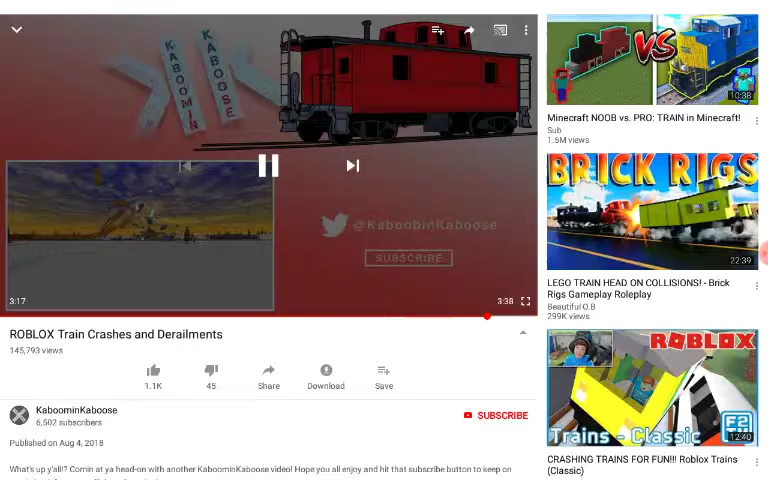 KABOOMIN
KABOOSE
@KaboominKaboose
SUBSCRIBE
3:17
3:38
ROBLOX Train Crashes and Derailments
145,793 views
1.1K
45
Share
Download
Save
KaboominKaboose
6,502 subscribers
SUBSCRIBE
Published on Aug 4, 2018
What's up y'all!? Comin at ya head-on with another KaboominKaboose video! Hope you all enjoy and hit that subscribe button to keep on
VS
10:38
Minecraft NOOB vs. PRO: TRAIN in Minecraft!
Sub
1.5M views
BRICK RIGS
22:39
LEGO TRAIN HEAD ON COLLISIONS! - Brick
Rigs Gameplay Roleplay
Beautiful O.B
299K views
ROBLOX
Trains - Classic
F2
12:40
CRASHING TRAINS FOR FUN!!! Roblox Trains
(Classic)